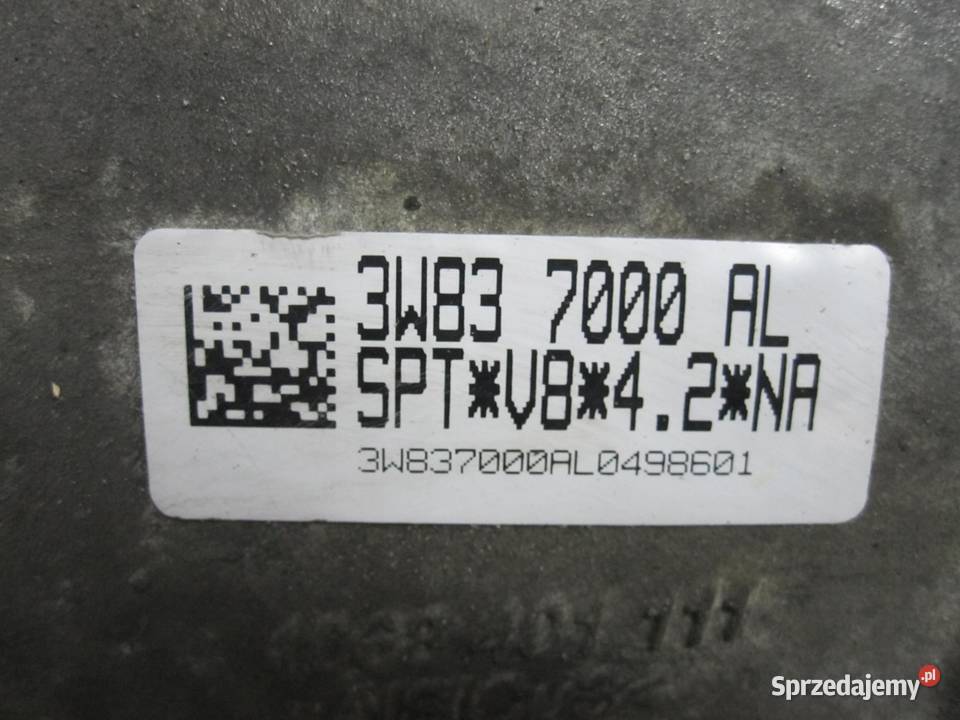 3W83 7000 AL
SPT*V8*4.2*NA
3W837000AL0498601
Sprzedajemy.pl